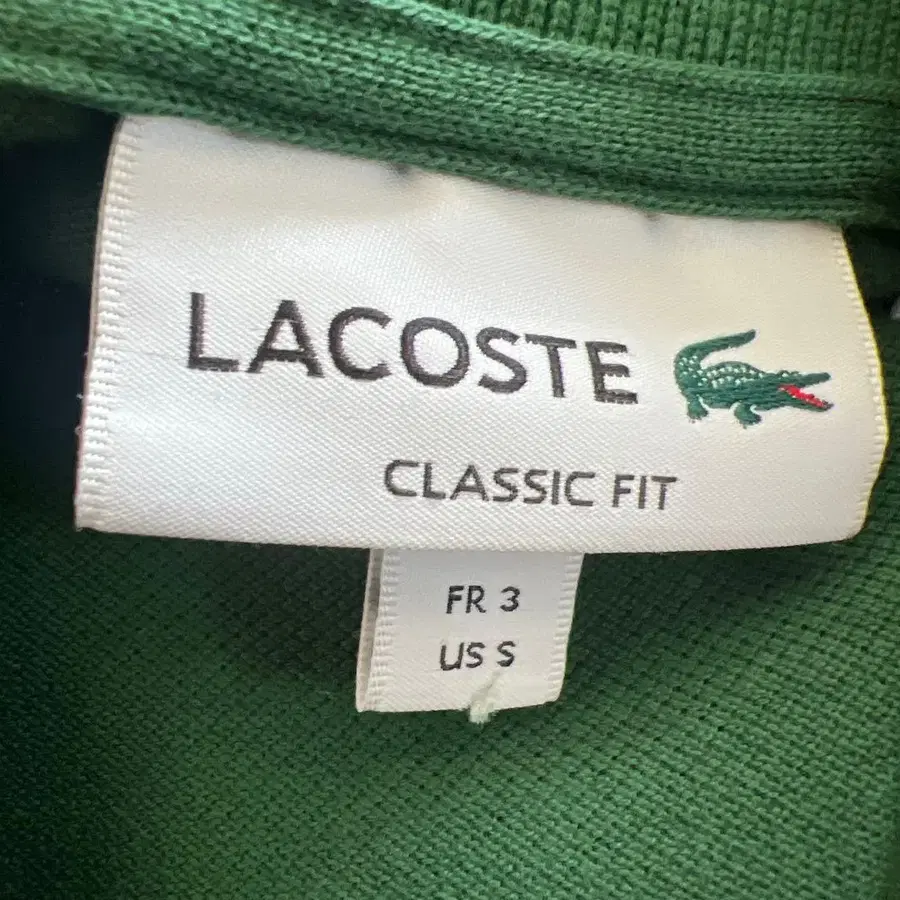 LACOSTE
CLASSIC FIT
FR 3
US S